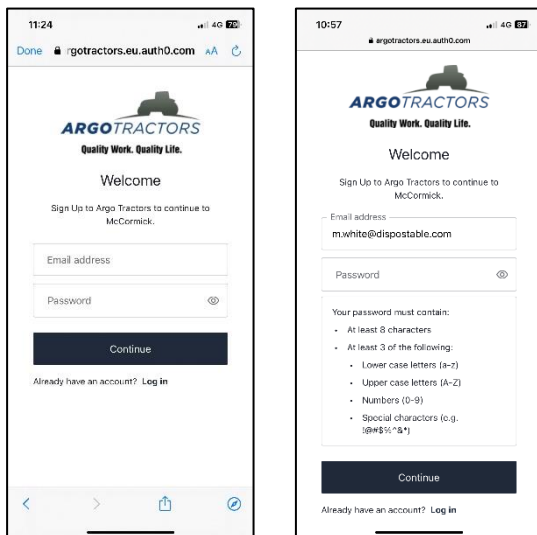 11:24
4G 79
Done rgotractors.eu.auth0.com AA
ARGOTRACTORS
Quality Work. Quality Life.
Welcome
Sign Up to Argo Tractors to continue to
McCormick.
Email address
Password
Continue
Already have an account? Log in
10:57
4G 87
argotractors.eu.auth0.com
ARGOTRACTORS
Quality Work. Quality Life.
Welcome
Sign Up to Argo Tractors to continue to
McCormick.
Email address
m.white@dispostable.com
Password
Your password must contain:
• At least 8 characters
• At least 3 of the following:
• Lower case letters (a-z)
• Upper case letters (A-Z)
• Numbers (0-9)
• Special characters (e.g.
!@#$%^&*)
Continue
Already have an account? Log in